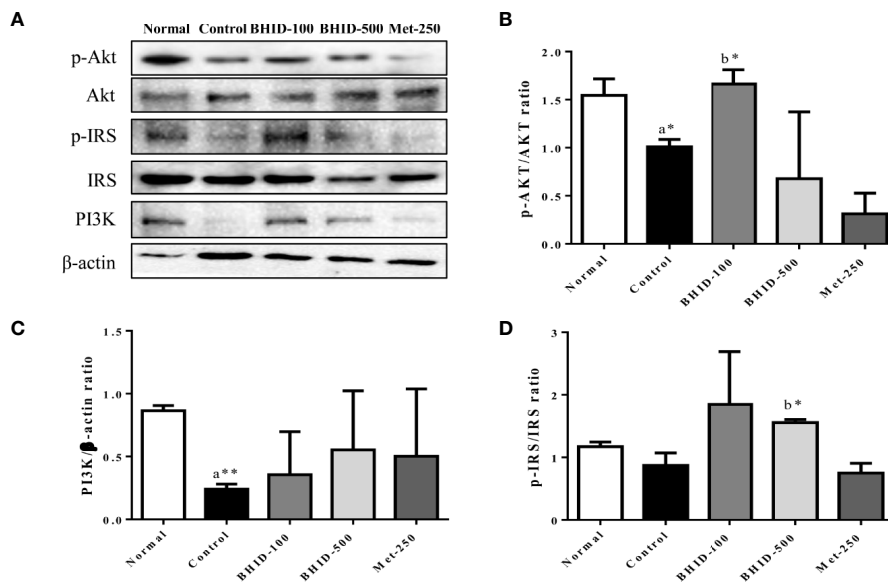 A
Normal Control BHID-100 BHID-500 Met-250
p-Akt
Akt
p-IRS
IRS
PI3K
β-actin
B
p-AKT/AKT ratio
2.0
1.5
1.0
0.5
0.0
a*
b*
Normal
Control
BHID-100
BHID-500
Met-250
C
PI3K/β-actin ratio
1.5
1.0
0.5
0.0
a**
Normal
Control
BHID-100
BHID-500
Met-250
D
p-IRS/IRS ratio
3
2
1
0
b*
Normal
Control
BHID-100
BHID-500
Met-250